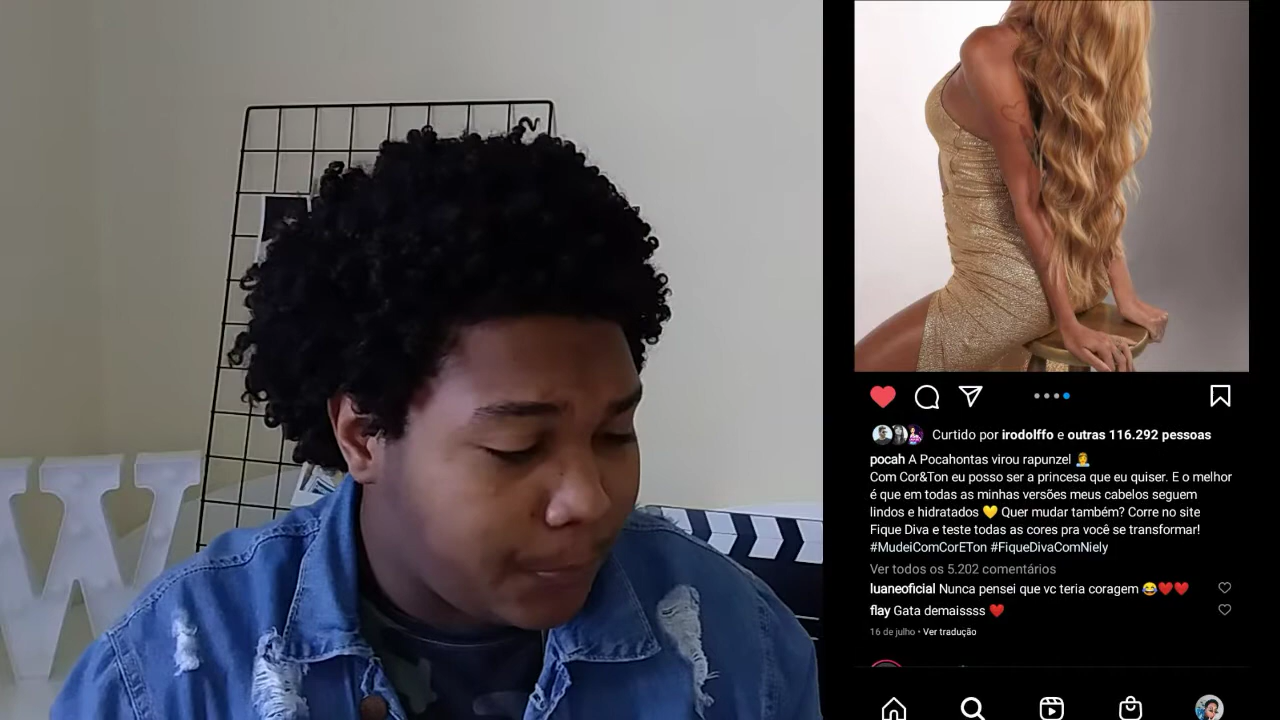 W
Curtido por irodolffo e outras 116.292 pessoas
pocah A Pocahontas virou rapunzel 💆‍♀️
Com Cor&Ton eu posso ser a princesa que eu quiser. E o melhor
é que em todas as minhas versões meus cabelos seguem
lindos e hidratados 💛 Quer mudar também? Corre no site
Fique Diva e teste todas as cores pra você se transformar!
#MudeiComCorETon #FiqueDivaComNiely
Ver todos os 5.202 comentários
luaneoficial Nunca pensei que vc teria coragem 😂❤️❤️
flay Gata demaissss ❤️
16 de julho • Ver tradução